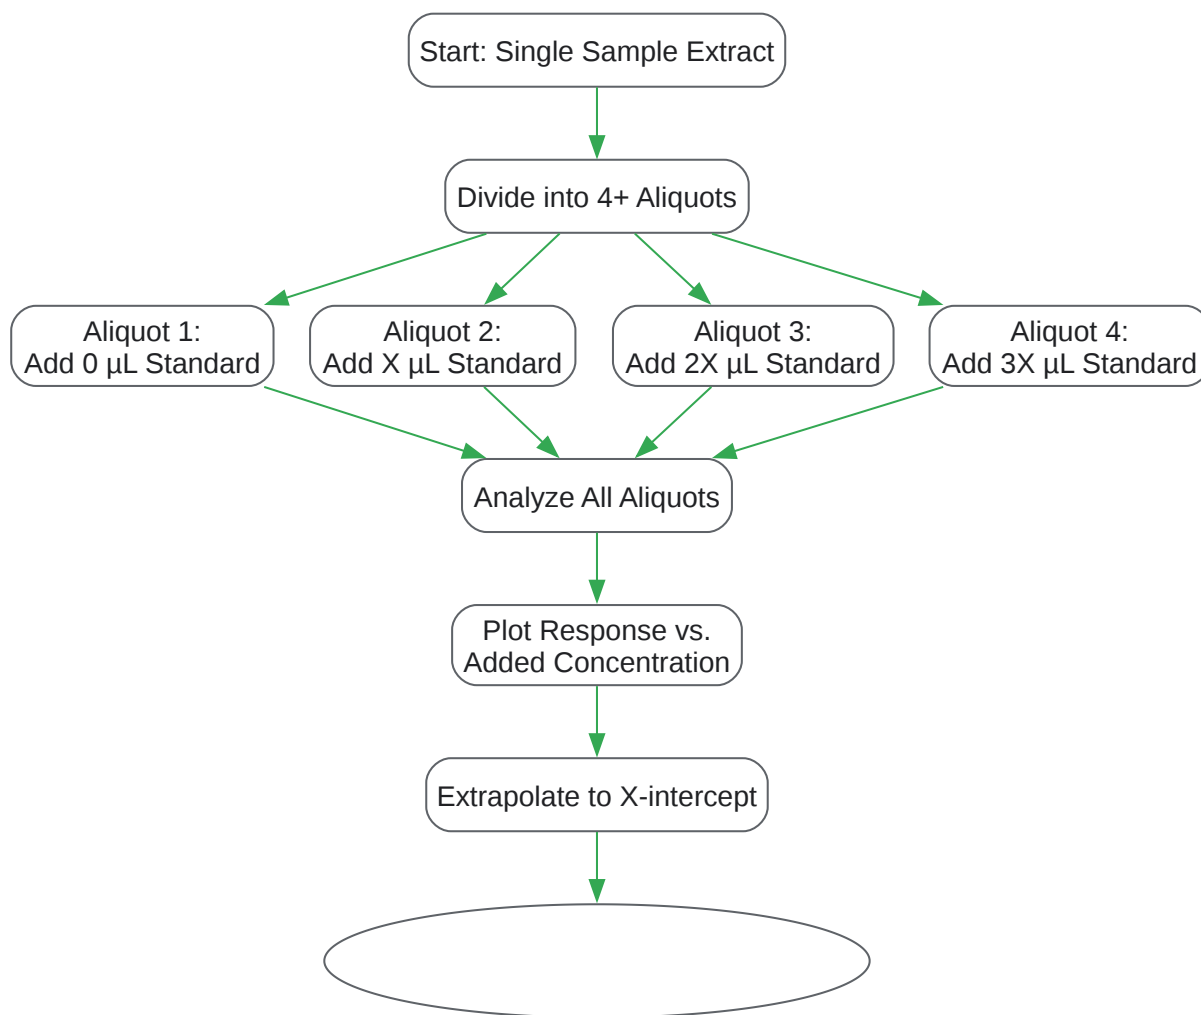 Start: Single Sample Extract
Divide into 4+ Aliquots
Aliquot 1:
Add 0 µL Standard
Aliquot 2:
Add X µL Standard
Aliquot 3:
Add 2X µL Standard
Aliquot 4:
Add 3X µL Standard
Analyze All Aliquots
Plot Response vs.
Added Concentration
Extrapolate to X-intercept